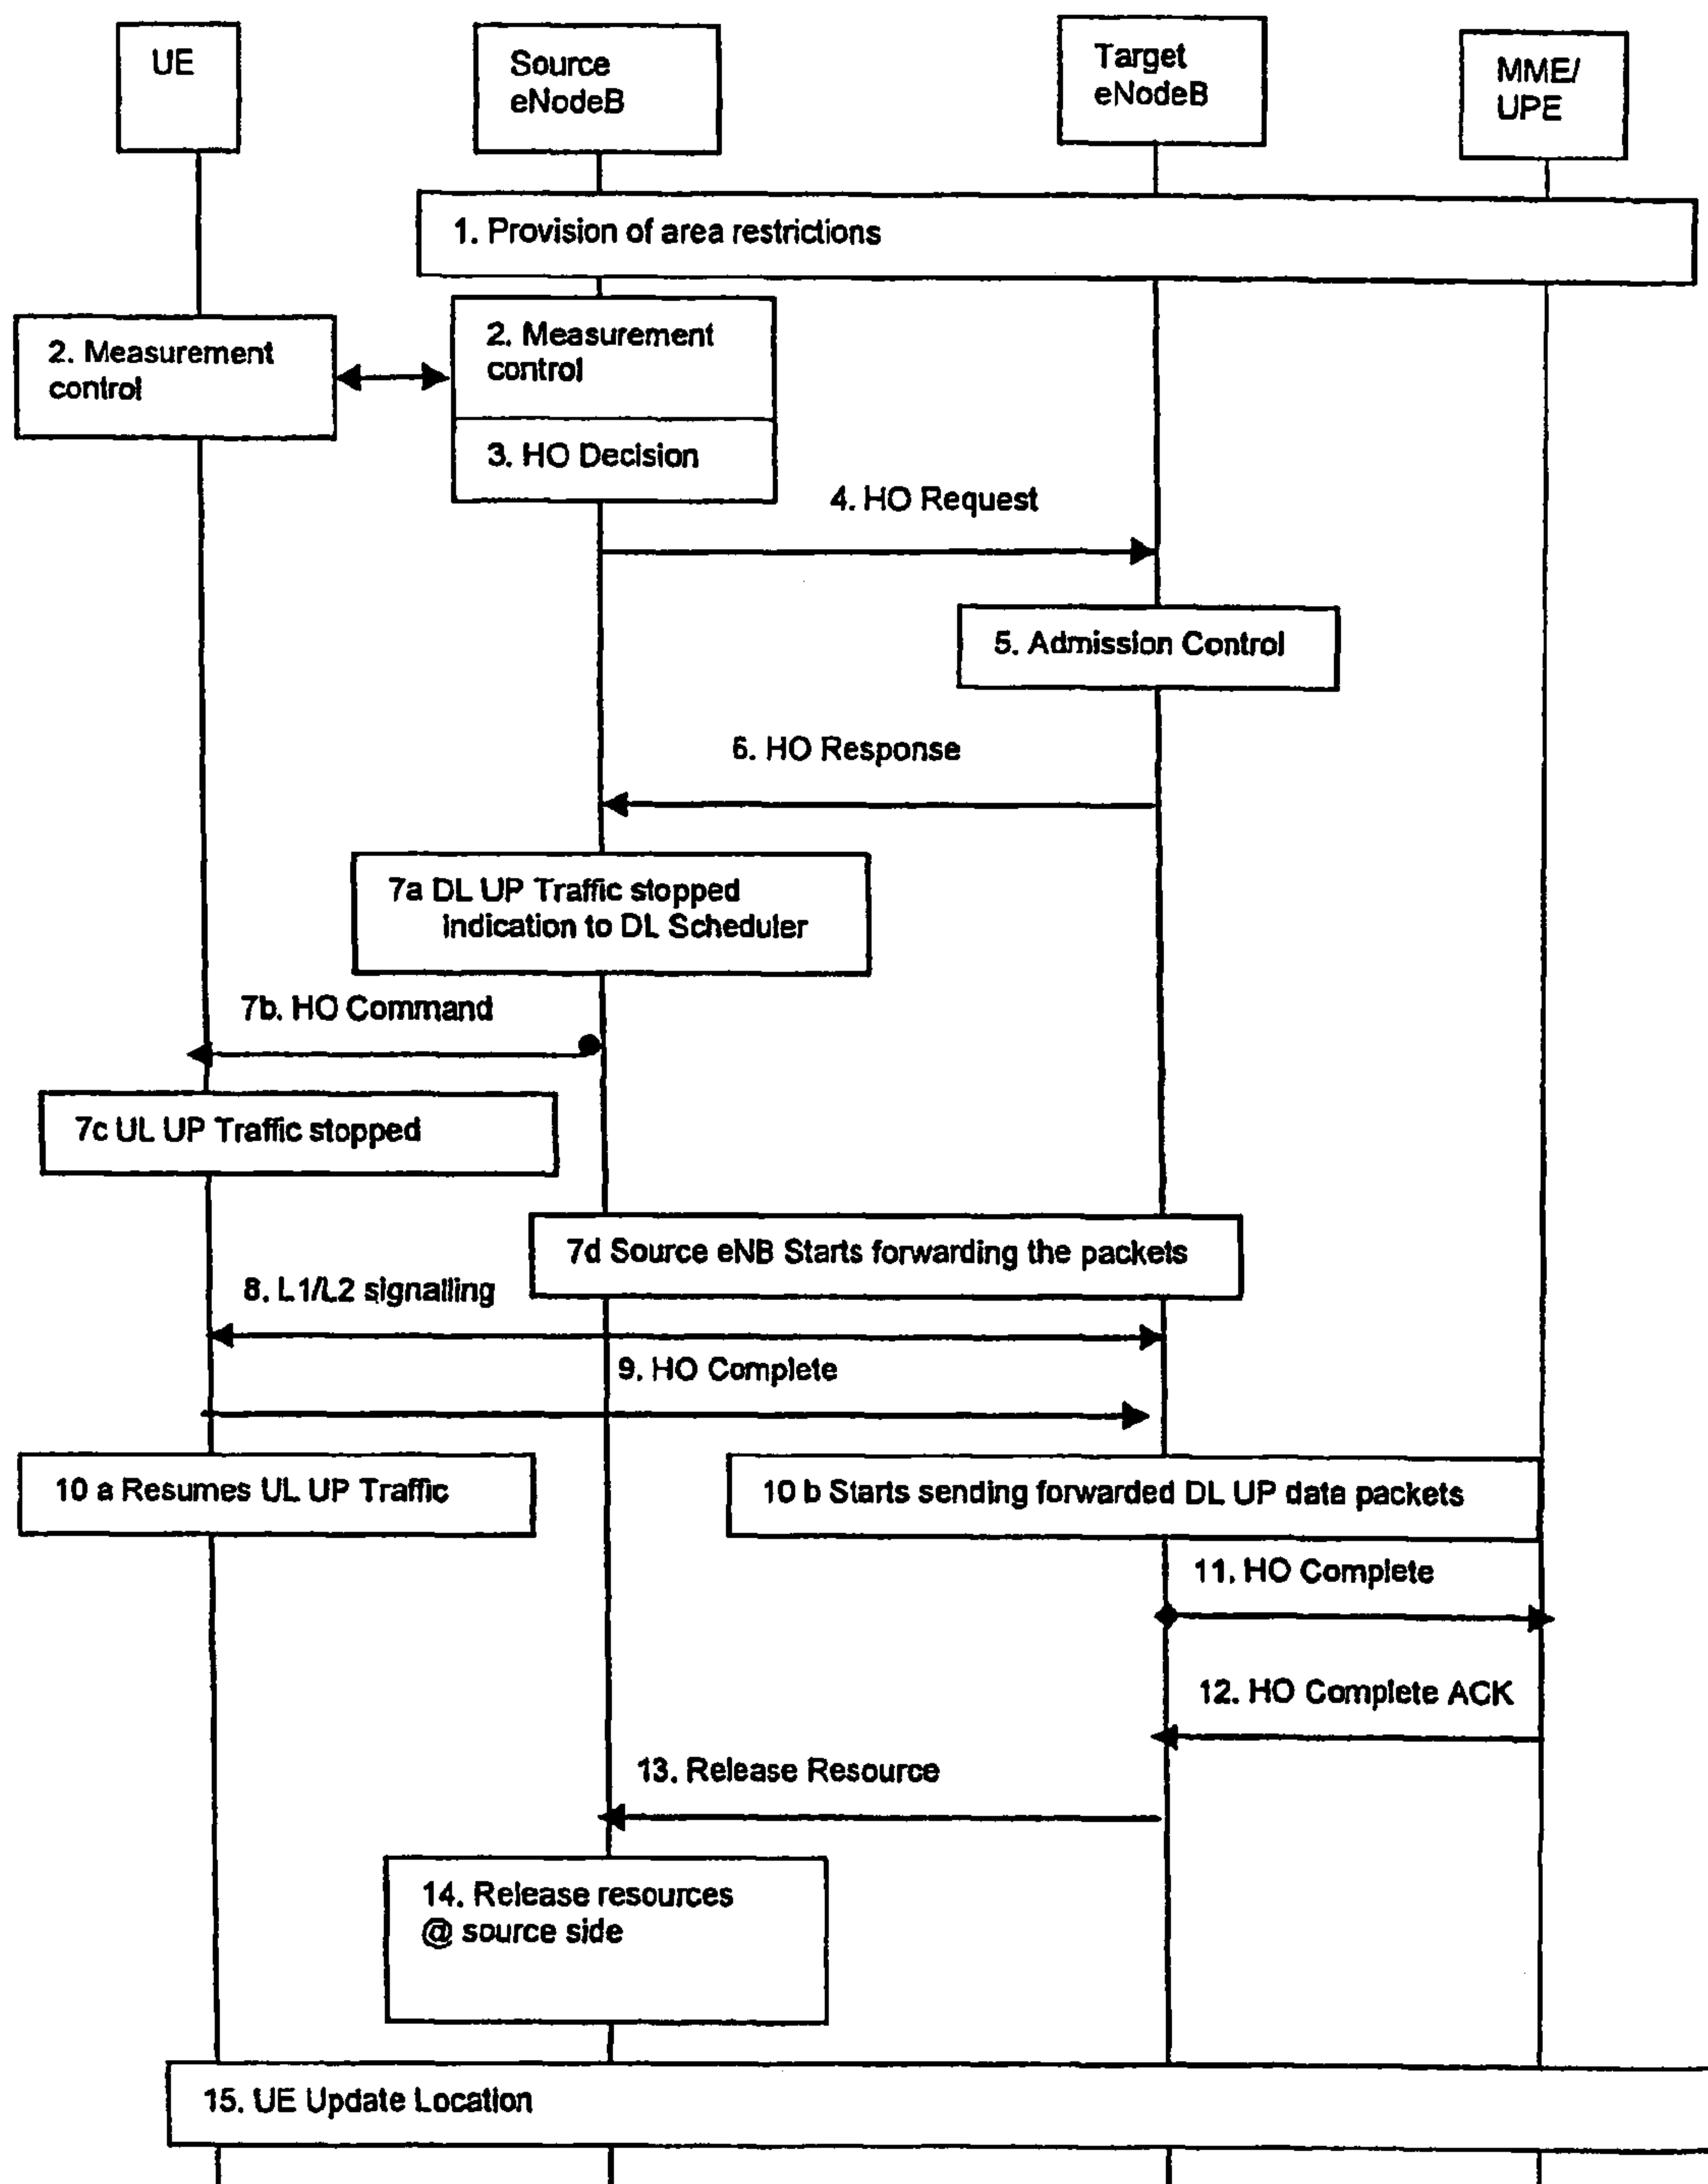 UE
Source
eNodeB
Target
eNodeB
MME/
UPE
1. Provision of area restrictions
2. Measurement
control
2. Measurement
control
3. HO Decision
4. HO Request
5. Admission Control
6. HO Response
7a DL UP Traffic stopped
indication to DL Scheduler
7b. HO Command
7c UL UP Traffic stopped
7d Source eNB Starts forwarding the packets
8. L1/L2 signalling
9. HO Complete
10 a Resumes UL UP Traffic
10 b Starts sending forwarded DL UP data packets
11. HO Complete
12. HO Complete ACK
13. Release Resource
14. Release resources
@ source side
15. UE Update Location